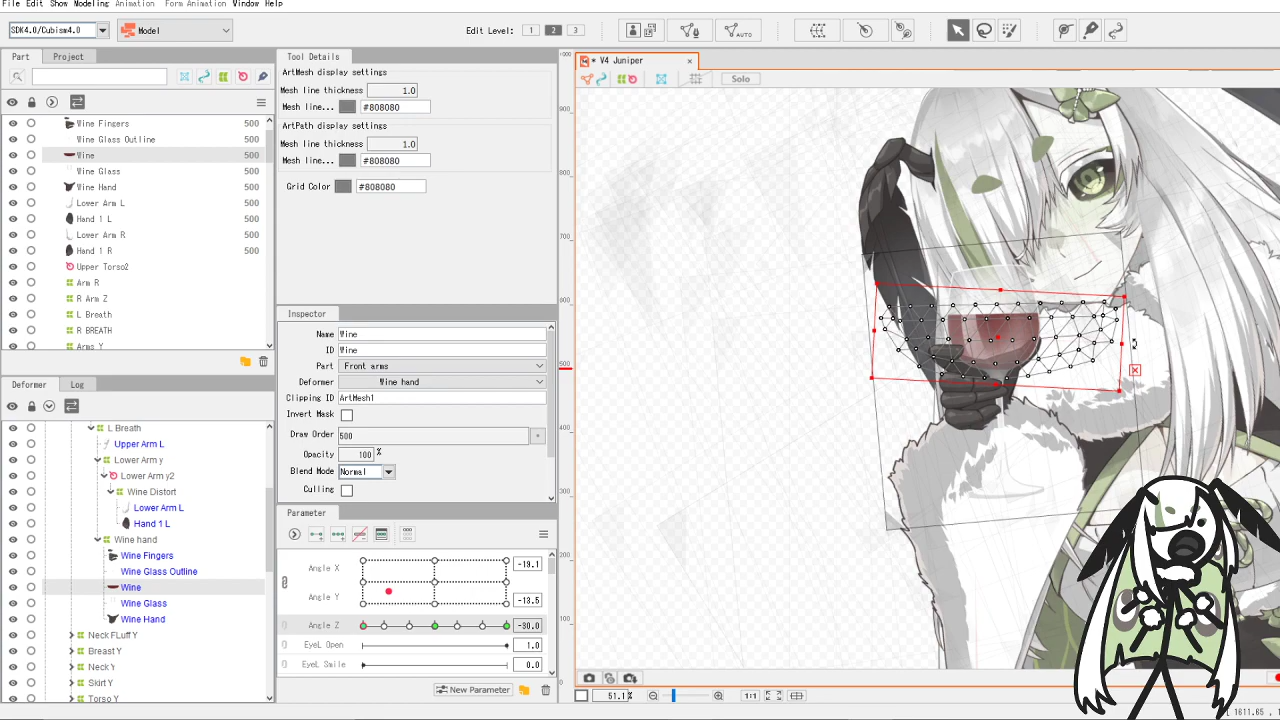 File Edit Show Modeling Animation Form Animation Window Help
SDK4.0/Cubism4.0
Model
Edit Level: 1 2 3
AUTO
Part Project
Wine Fingers 500
Wine Glass Outline 500
Wine 500
Wine Glass 500
Wine Hand 500
Lower Arm L 500
Hand 1 L 500
Lower Arm R 500
Hand 1 R 500
Upper Torso2
Arm R
R Arm Z
L Breath
R BREATH
Arms Y
Deformer Log
L Breath
Upper Arm L
Lower Arm y
Lower Arm y2
Wine Distort
Lower Arm L
Hand 1 L
Wine hand
Wine Fingers
Wine Glass Outline
Wine
Wine Glass
Wine Hand
Neck FLuff Y
Breast Y
Neck Y
Skirt Y
Torso Y
Tool Details
ArtMesh display settings
Mesh line thickness 1.0
Mesh line... #808080
ArtPath display settings
Mesh line thickness 1.0
Mesh line... #808080
Grid Color #808080
Inspector
Name Wine
ID Wine
Part Front arms
Deformer Wine hand
Clipping ID ArtMesh1
Invert Mask
Draw Order 500
Opacity 100 %
Blend Mode Normal
Culling
Parameter
Angle X -19.1
Angle Y -13.5
Angle Z -30.0
EyeL Open 1.0
EyeL Smile 0.0
New Parameter
* V4 Juniper
Solo
900
800
700
600
500
400
300
200
100
0
51.1%
1:1
1611.65 ,